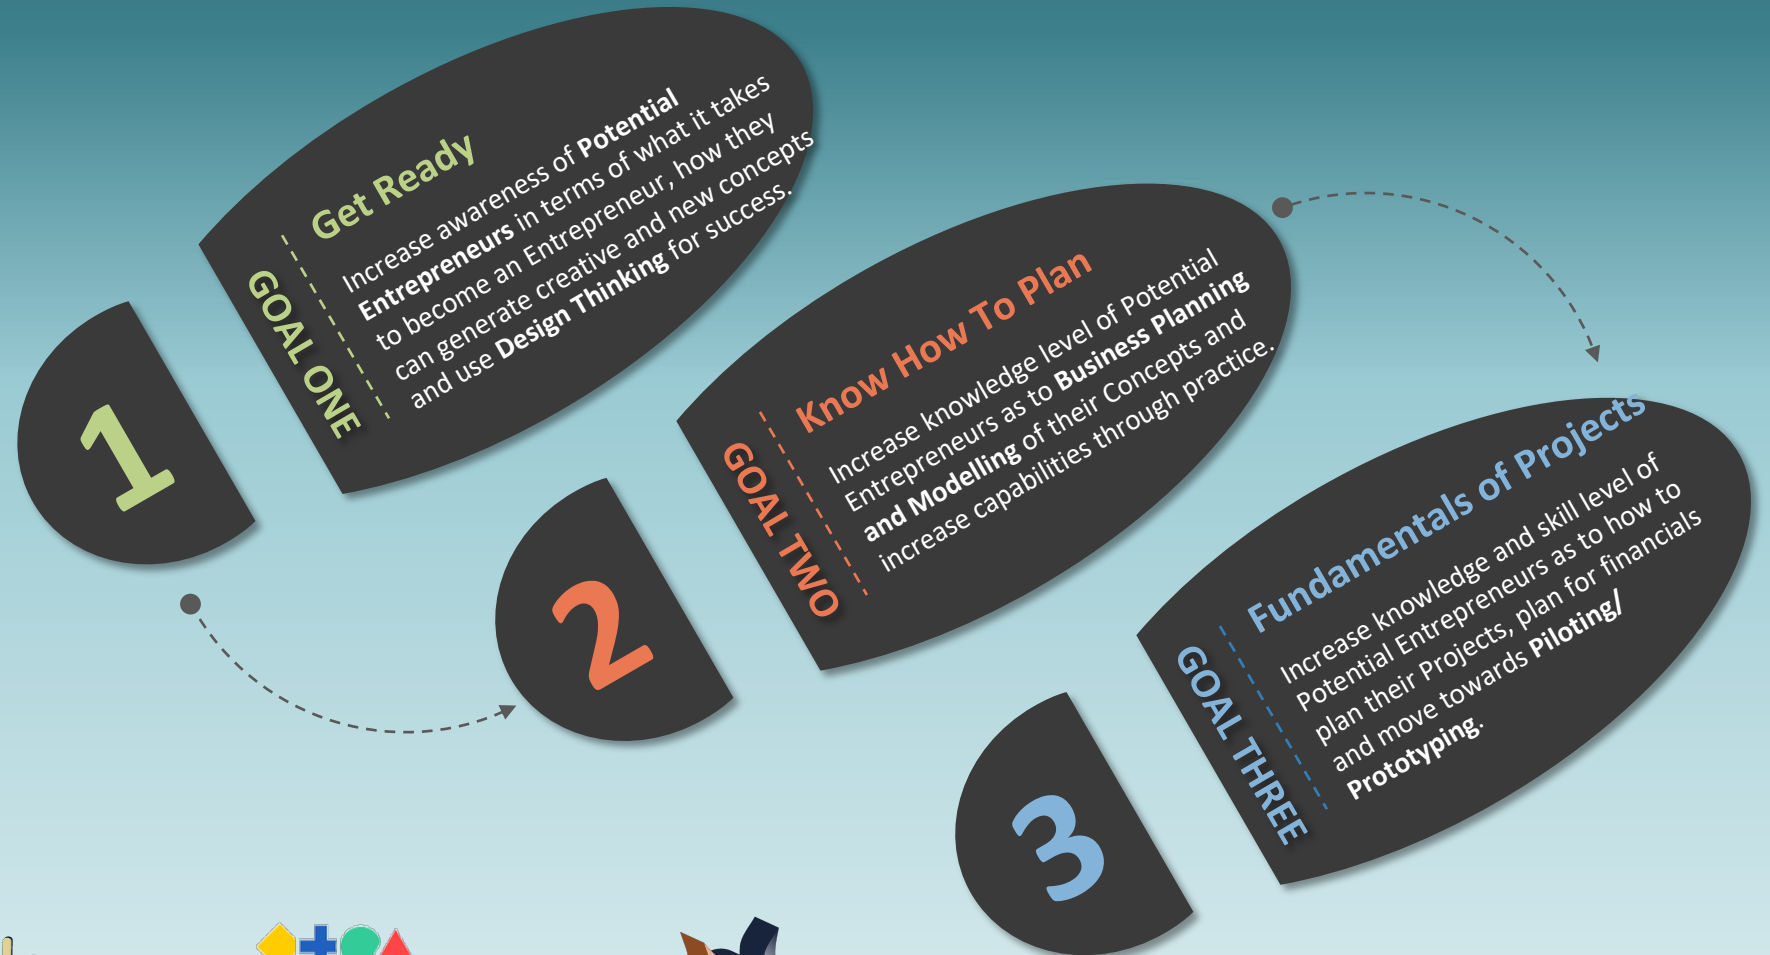 1
GOAL ONE
Get Ready
Increase awareness of Potential
Entrepreneurs in terms of what it takes
to become an Entrepreneur, how they
can generate creative and new concepts
and use Design Thinking for success.
2
GOAL TWO
Know How To Plan
Increase knowledge level of Potential
Entrepreneurs as to Business Planning
and Modelling of their Concepts and
increase capabilities through practice.
3
GOAL THREE
Fundamentals of Projects
Increase knowledge and skill level of
Potential Entrepreneurs as to how to
plan their Projects, plan for financials
and move towards Piloting/
Prototyping.